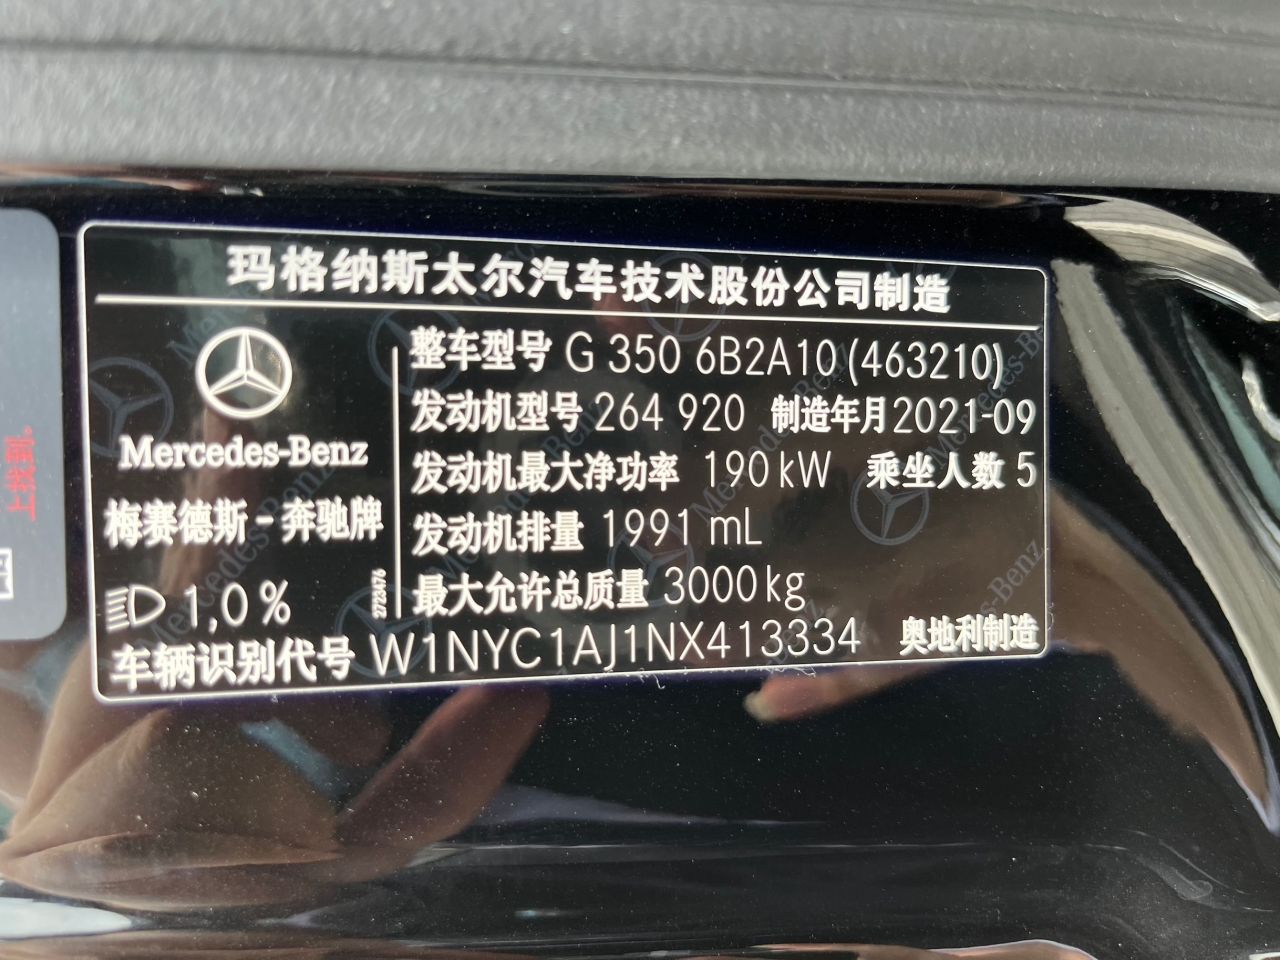 玛格纳斯太尔汽车技术股份公司制造
Mercedes-Benz
梅赛德斯-奔驰牌
1,0%
整车型号 G 350 6B2A10 (463210)
发动机型号 264 920 制造年月 2021-09
发动机最大净功率 190 kW 乘坐人数 5
发动机排量 1991 mL
最大允许总质量 3000 kg
2723476
车辆识别代号 W1NYC1AJ1NX413334 奥地利制造
上找到。